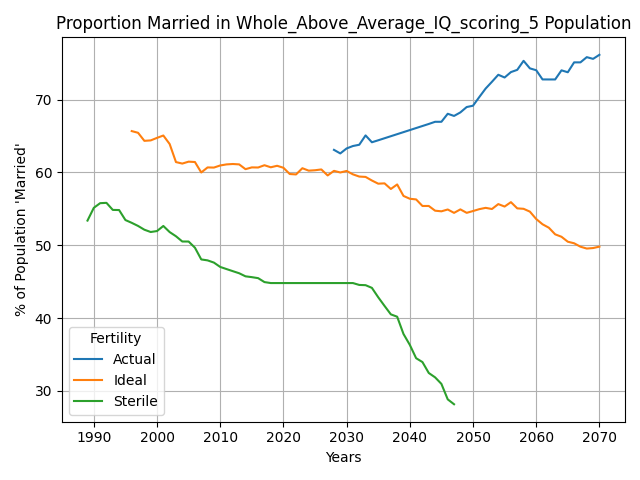 Proportion Married in Whole_Above_Average_IQ_scoring_5 Population
% of Population 'Married'
70
60
50
40
30
Fertility
Actual
Ideal
Sterile
1990 2000 2010 2020 2030 2040 2050 2060 2070
Years